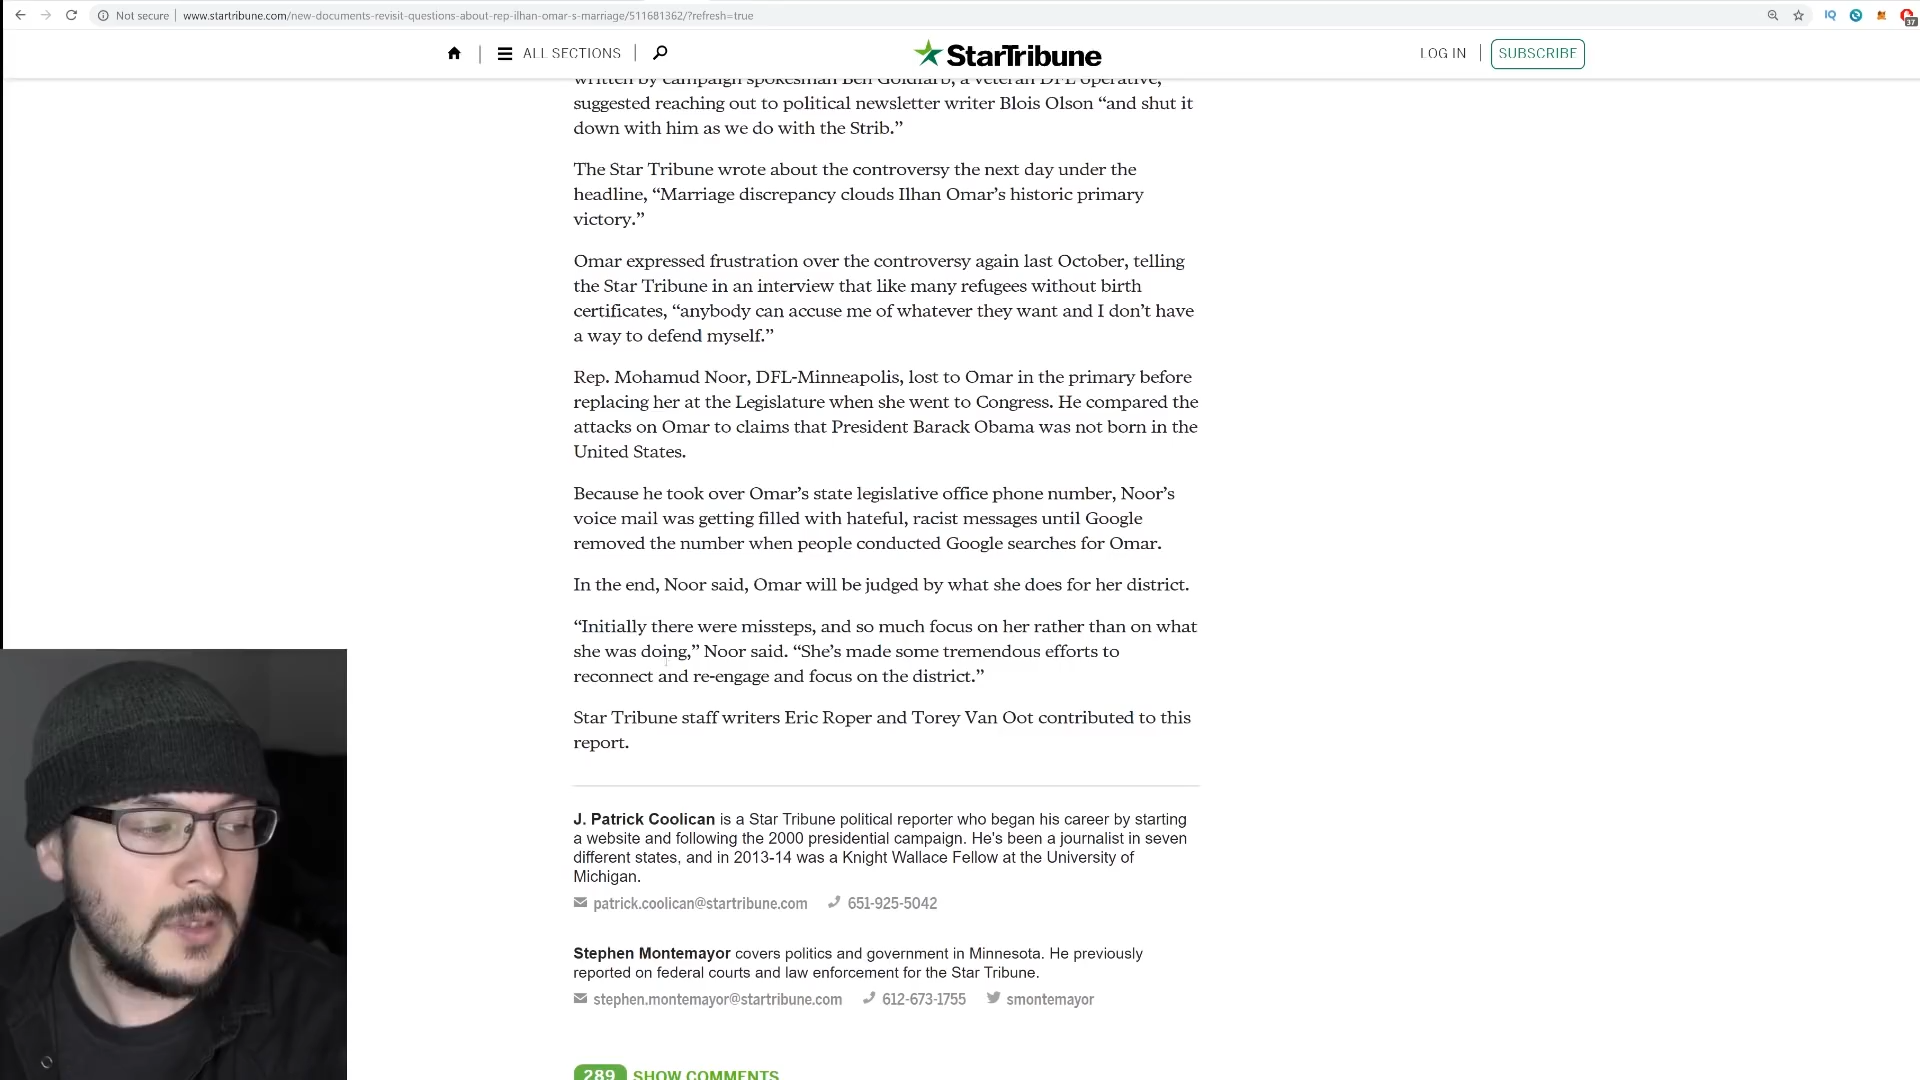 Not secure | www.startribune.com/new-documents-revisit-questions-about-rep-ilhan-omar-s-marriage/511681362/?refresh=true
IQ
37
ALL SECTIONS
StarTribune
LOG IN
SUBSCRIBE
written by campaign spokesman Ben Goldfarb, a veteran DFL operative,
suggested reaching out to political newsletter writer Blois Olson “and shut it
down with him as we do with the Strib.”
The Star Tribune wrote about the controversy the next day under the
headline, “Marriage discrepancy clouds Ilhan Omar’s historic primary
victory.”
Omar expressed frustration over the controversy again last October, telling
the Star Tribune in an interview that like many refugees without birth
certificates, “anybody can accuse me of whatever they want and I don’t have
a way to defend myself.”
Rep. Mohamud Noor, DFL-Minneapolis, lost to Omar in the primary before
replacing her at the Legislature when she went to Congress. He compared the
attacks on Omar to claims that President Barack Obama was not born in the
United States.
Because he took over Omar’s state legislative office phone number, Noor’s
voice mail was getting filled with hateful, racist messages until Google
removed the number when people conducted Google searches for Omar.
In the end, Noor said, Omar will be judged by what she does for her district.
“Initially there were missteps, and so much focus on her rather than on what
she was doing,” Noor said. “She’s made some tremendous efforts to
reconnect and re-engage and focus on the district.”
Star Tribune staff writers Eric Roper and Torey Van Oot contributed to this
report.
J. Patrick Coolican is a Star Tribune political reporter who began his career by starting
a website and following the 2000 presidential campaign. He's been a journalist in seven
different states, and in 2013-14 was a Knight Wallace Fellow at the University of
Michigan.
patrick.coolican@startribune.com 651-925-5042
Stephen Montemayor covers politics and government in Minnesota. He previously
reported on federal courts and law enforcement for the Star Tribune.
stephen.montemayor@startribune.com 612-673-1755 smontemayor
289 SHOW COMMENTS